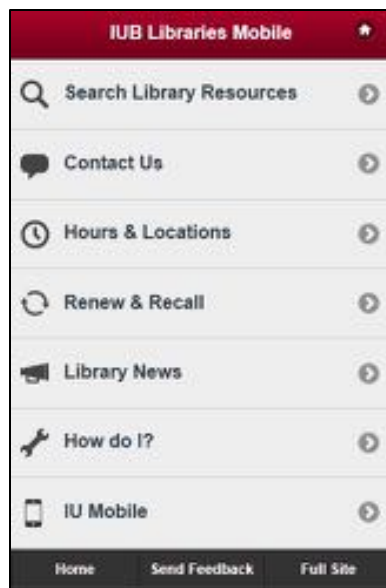 IUB Libraries Mobile
Search Library Resources
Contact Us
Hours & Locations
Renew & Recall
Library News
How do I?
IU Mobile
Home Send Feedback Full Site